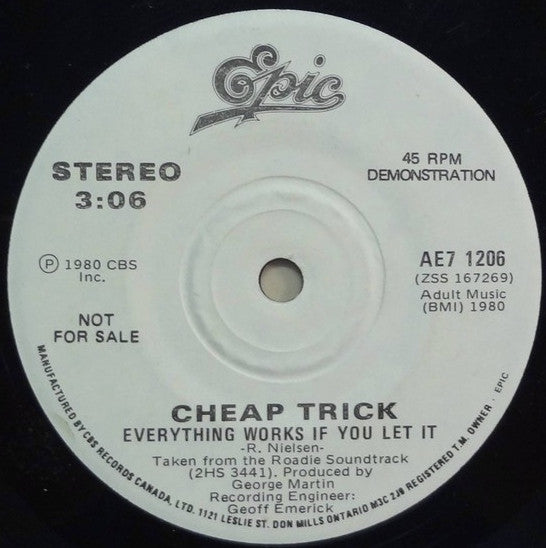 Epic
STEREO
3:06
45 RPM
DEMONSTRATION
Ⓟ 1980 CBS
Inc.
AE7 1206
(ZSS 167269)
Adult Music
(BMI) 1980
NOT
FOR SALE
CHEAP TRICK
EVERYTHING WORKS IF YOU LET IT
-R. Nielsen-
Taken from the Roadie Soundtrack
(2HS 3441). Produced by
George Martin
Recording Engineer:
Geoff Emerick
MANUFACTURED BY CBS RECORDS CANADA, LTD. 1121 LESLIE ST. DON MILLS ONTARIO M3C 2J9 REGISTERED T.M. OWNER · EPIC